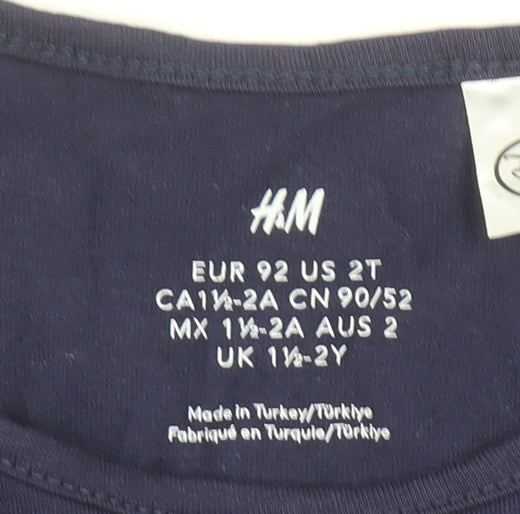 H&M
EUR 92 US 2T
CA1½-2A CN 90/52
MX 1½-2A AUS 2
UK 1½-2Y
Made in Turkey/Türkiye
Fabriqué en Turquie/Türkiye